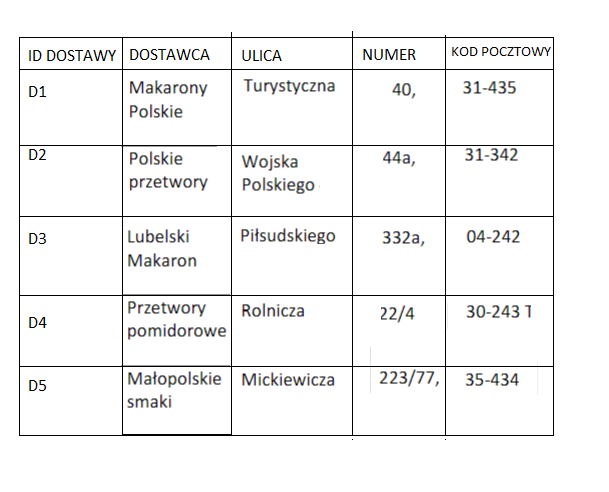 ID DOSTAWY DOSTAWCA ULICA NUMER KOD POCZTOWY
D1 Makarony Polskie Turystyczna 40, 31-435
D2 Polskie przetwory Wojska Polskiego 44a, 31-342
D3 Lubelski Makaron Piłsudskiego 332a, 04-242
D4 Przetwory pomidorowe Rolnicza 22/4 30-243
D5 Małopolskie smaki Mickiewicza 223/77, 35-434